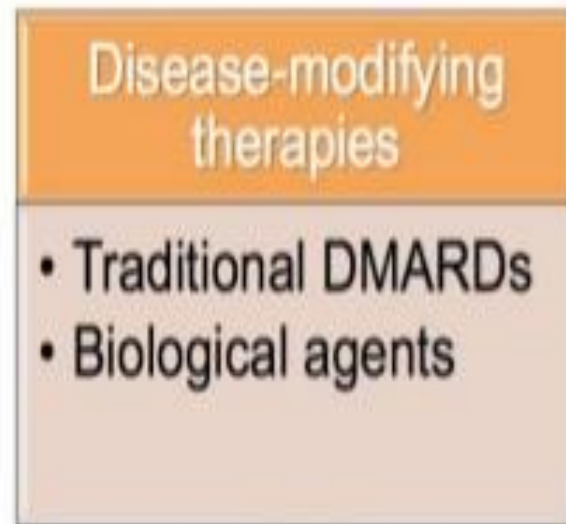 Disease-modifying
therapies
• Traditional DMARDs
• Biological agents